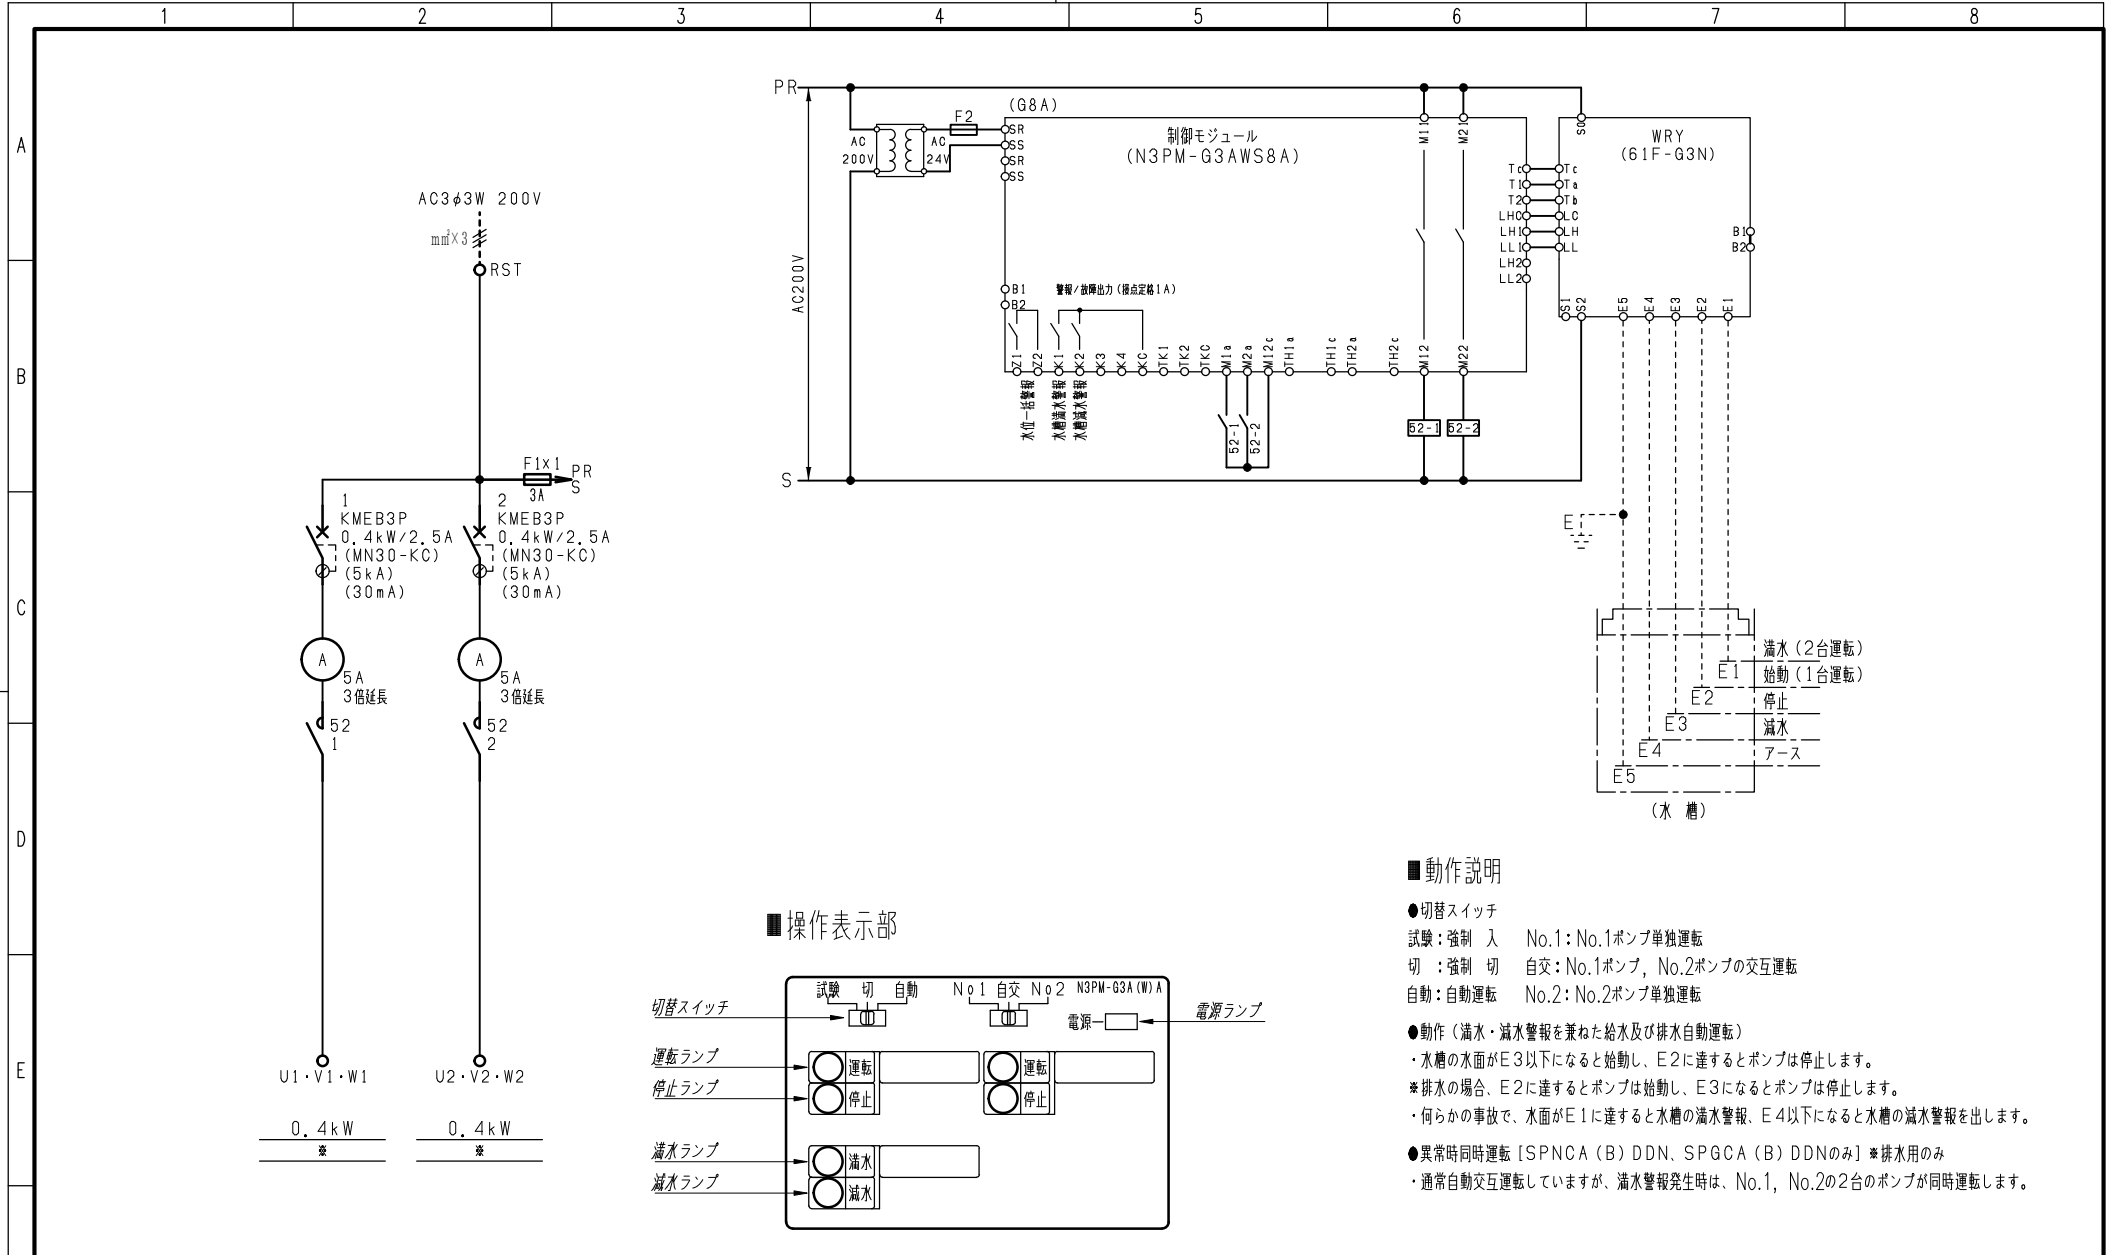 1 2 3 4 5 6 7 8
A
B
C
D
E
AC3φ3W 200V
mm²×3
RST
F1×1
3A
PR
S
1
KMEB3P
0.4kW/2.5A
(MN30-KC)
(5kA)
(30mA)
2
KMEB3P
0.4kW/2.5A
(MN30-KC)
(5kA)
(30mA)
A
5A
3倍延長
A
5A
3倍延長
52
1
52
2
U1・V1・W1
U2・V2・W2
0.4kW
※
0.4kW
※
PR
AC200V
S
AC
200V
AC
24V
F2
(G8A)
SR
SS
SR
SS
制御モジュール
(N3PM-G3AWS8A)
M11
M21
Tc
T1
T2
LHC
LH1
LL1
LH2
LL2
B1
B2
警報/故障出力(接点定格1A)
Z1
Z2
K1
K2
K3
K4
KC
TK1
TK2
TKC
M1a
M2a
M12c
TH1a
TH1c
TH2a
TH2c
M12
M22
水位一括警報
水槽満水警報
水槽減水警報
52-1
52-2
52-1
52-2
S0
WRY
(61F-G3N)
Tc
Ta
Tb
LC
LH
LL
B1
B2
S1
S2
E5
E4
E3
E2
E1
E
満水(2台運転)
E1
始動(1台運転)
E2
停止
E3
減水
E4
アース
E5
(水 槽)
■操作表示部
試験 切 自動
No1 自交 No2
N3PM-G3A(W)A
電源
切替スイッチ
電源ランプ
運転ランプ
運転
運転
停止ランプ
停止
停止
満水ランプ
満水
減水ランプ
減水
■動作説明
●切替スイッチ
試験:強制 入 No.1:No.1ポンプ単独運転
切 :強制 切 自交:No.1ポンプ, No.2ポンプの交互運転
自動:自動運転 No.2:No.2ポンプ単独運転
●動作(満水・減水警報を兼ねた給水及び排水自動運転)
・水槽の水面がE3以下になると始動し、E2に達するとポンプは停止します。
※排水の場合、E2に達するとポンプは始動し、E3になるとポンプは停止します。
・何らかの事故で、水面がE1に達すると水槽の満水警報、E4以下になると水槽の減水警報を出します。
●異常時同時運転[SPNCA(B)DDN、SPGCA(B)DDNのみ]※排水用のみ
・通常自動交互運転していますが、満水警報発生時は、No.1, No.2の2台のポンプが同時運転します。